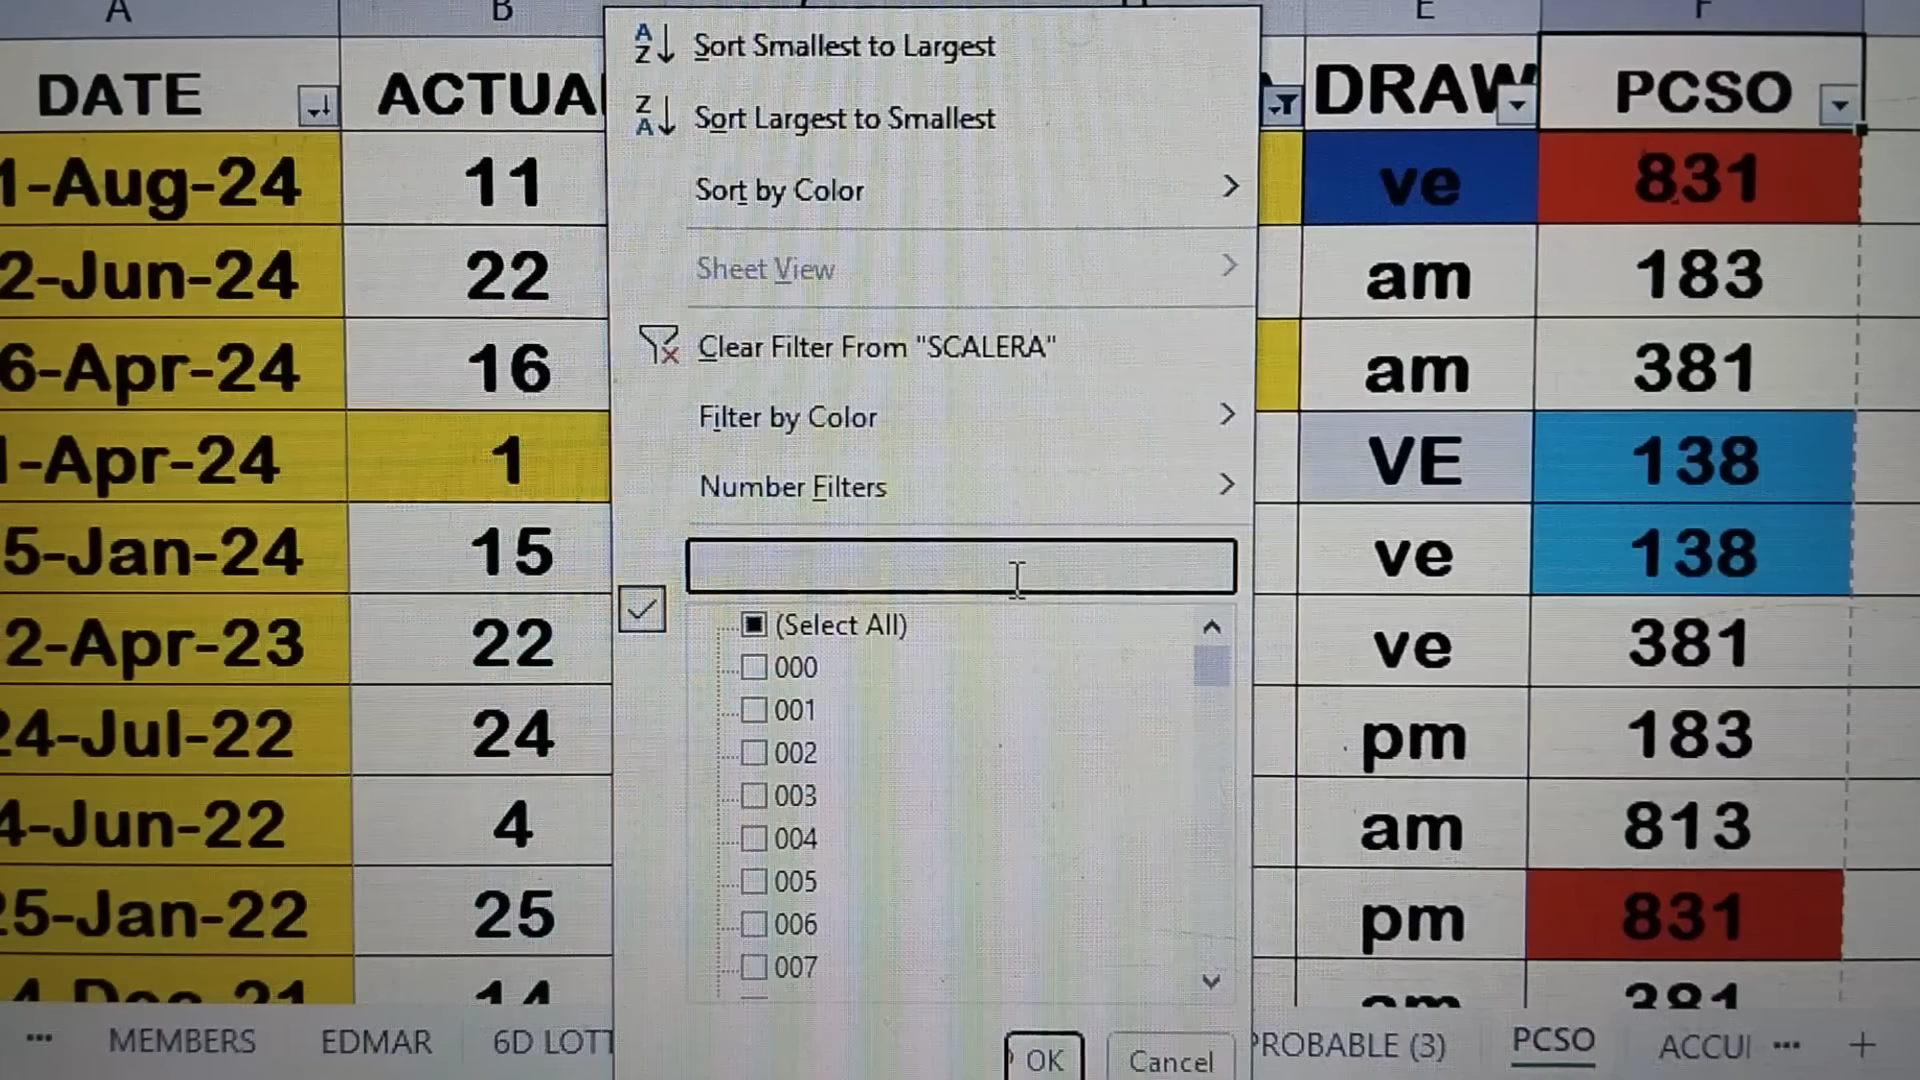 A B E F
DATE ACTUA DRAW PCSO
1-Aug-24 11 ve 831
2-Jun-24 22 am 183
6-Apr-24 16 am 381
1-Apr-24 1 VE 138
5-Jan-24 15 ve 138
2-Apr-23 22 ve 381
24-Jul-22 24 pm 183
4-Jun-22 4 am 813
25-Jan-22 25 pm 831
Sort Smallest to Largest
Sort Largest to Smallest
Sort by Color
Sheet View
Clear Filter From "SCALERA"
Filter by Color
Number Filters
(Select All)
000
001
002
003
004
005
006
007
OK Cancel
MEMBERS EDMAR 6D LOTT PROBABLE (3) PCSO ACCUI